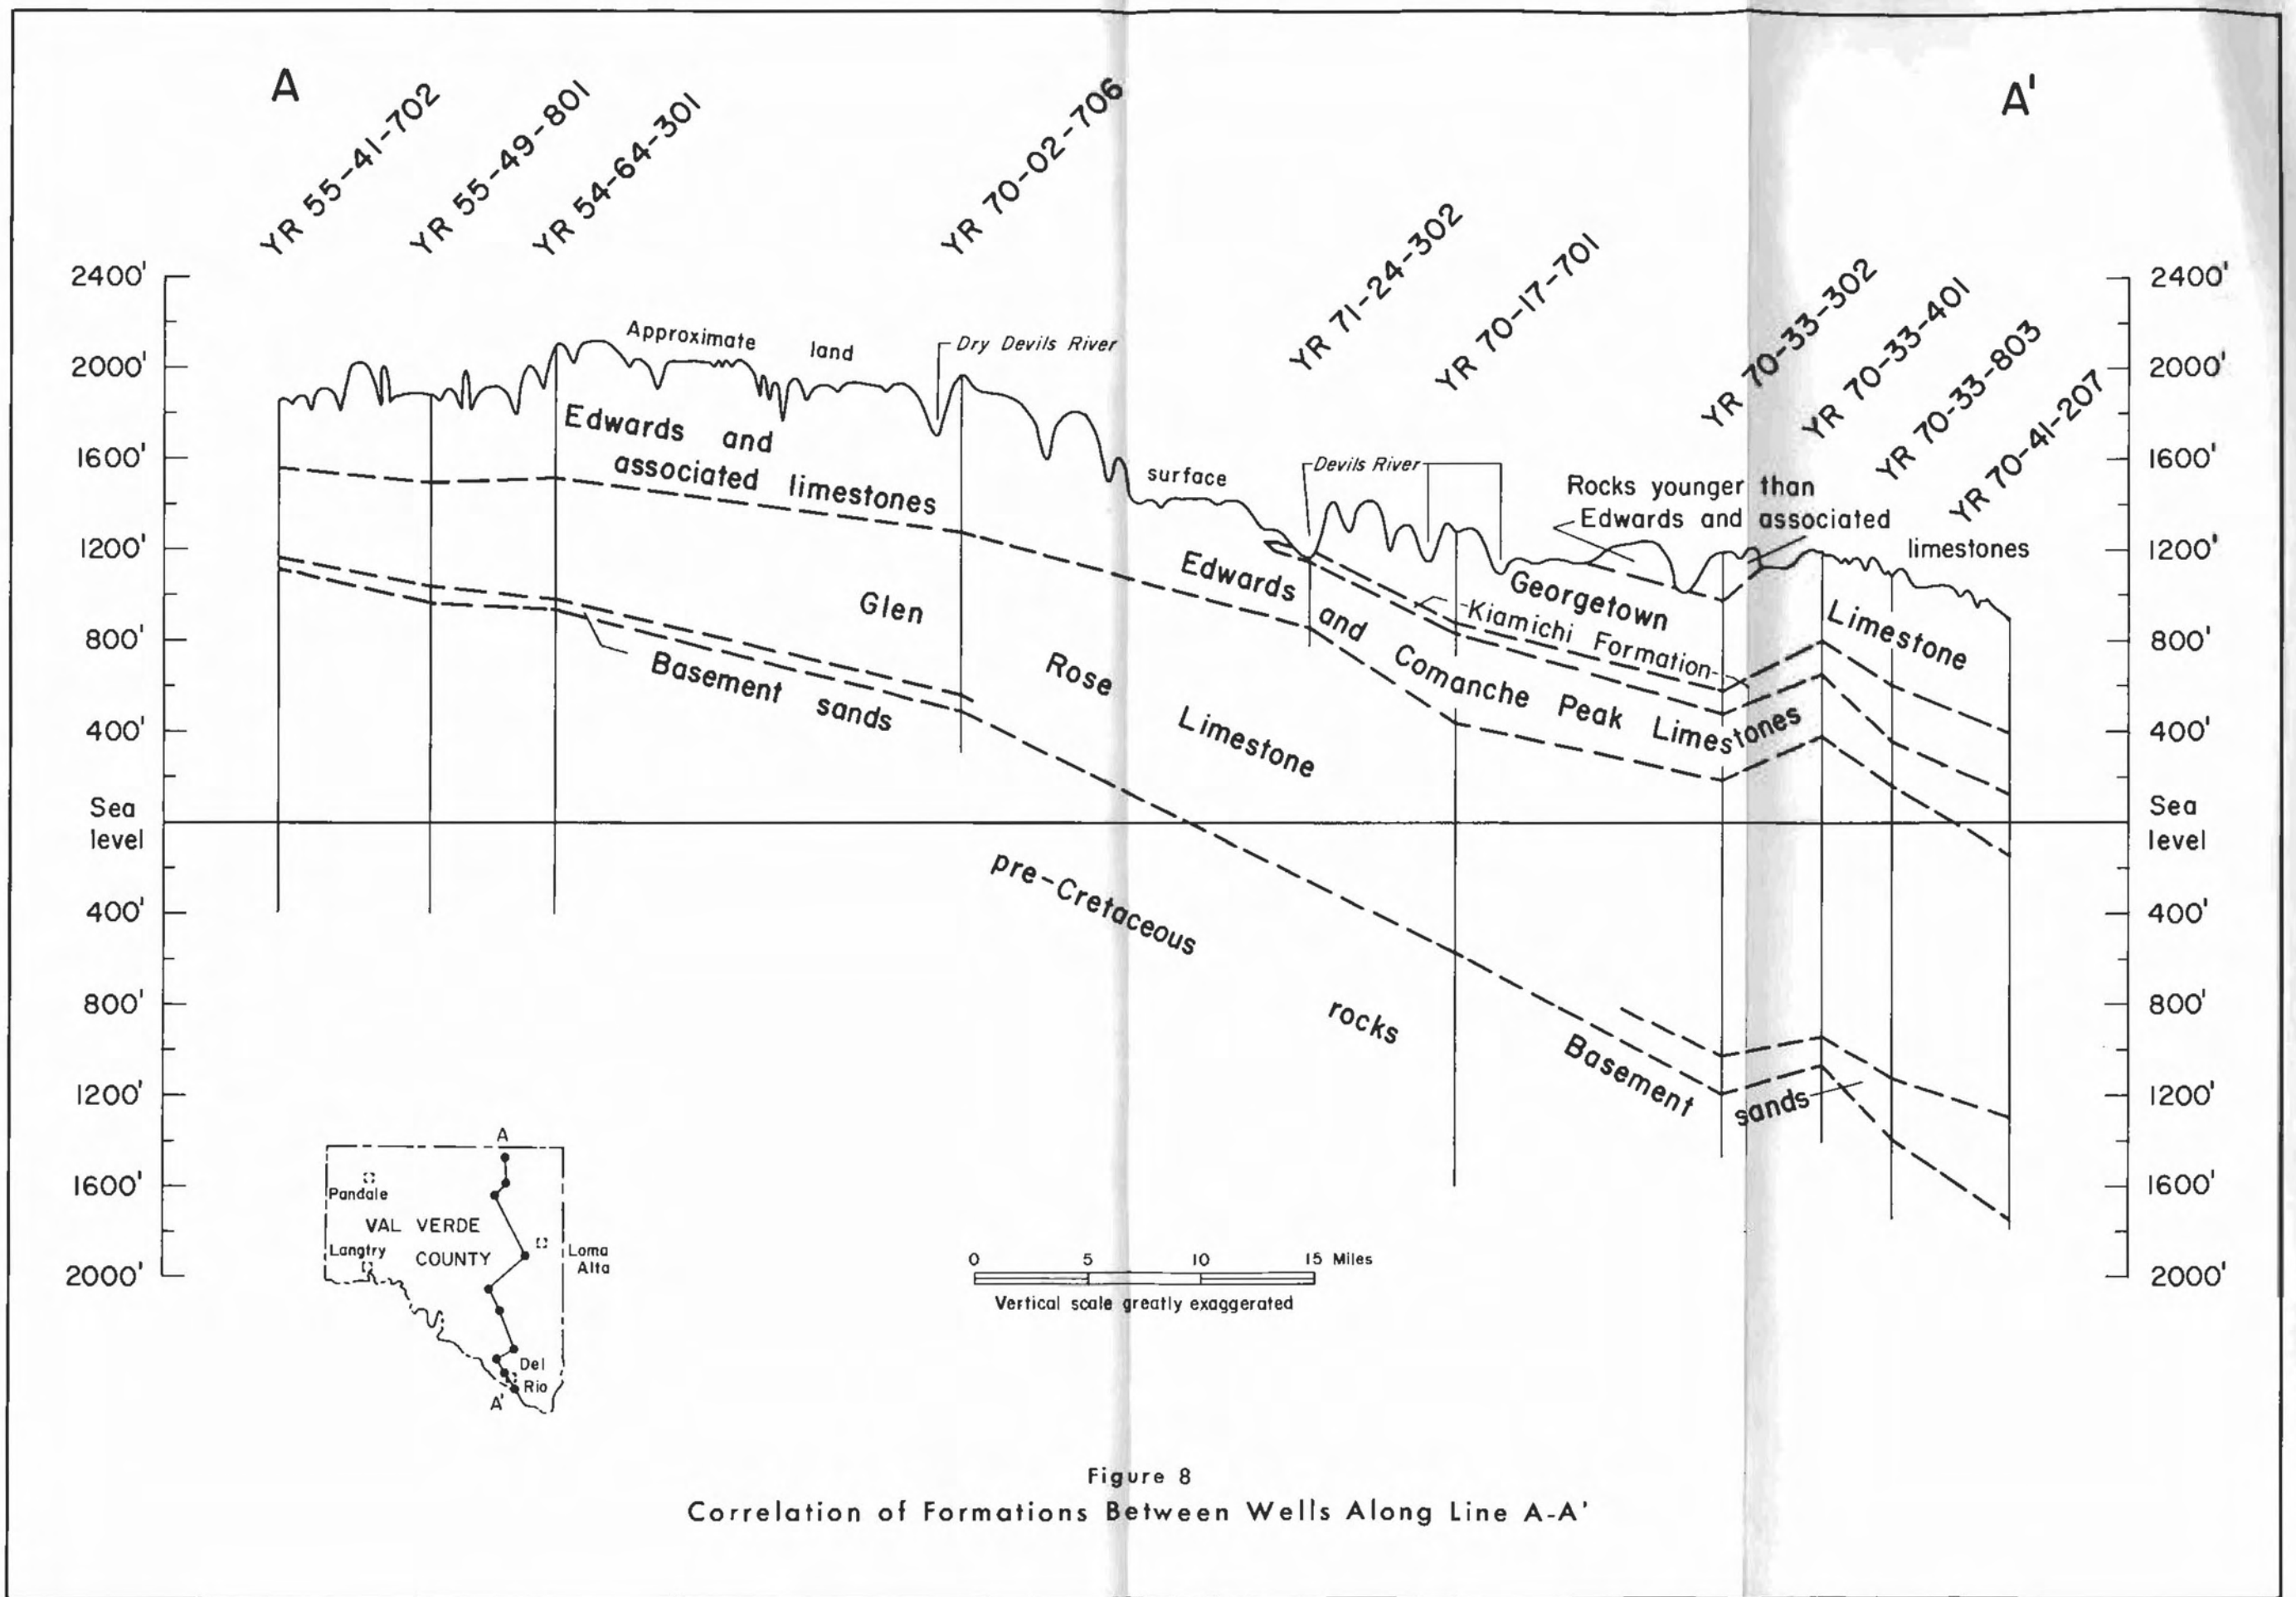 A
A'
YR 55-41-702
YR 55-49-801
YR 54-64-301
YR 70-02-706
YR 71-24-302
YR 70-17-701
YR 70-33-302
YR 70-33-401
YR 70-33-803
YR 70-41-207
2400'
2000'
1600'
1200'
800'
400'
Sea
level
400'
800'
1200'
1600'
2000'
2400'
2000'
1600'
1200'
800'
400'
Sea
level
400'
800'
1200'
1600'
2000'
Approximate land surface
Dry Devils River
Devils River
Edwards and
associated limestones
Rocks younger than
Edwards and associated
limestones
Georgetown Limestone
Kiamichi Formation
Edwards and Comanche Peak Limestones
Glen Rose Limestone
Basement sands
pre-Cretaceous rocks
Basement sands
A
Pandale
VAL VERDE
COUNTY
Langtry
Loma
Alta
Del
Rio
A'
0 5 10 15 Miles
Vertical scale greatly exaggerated
Figure 8
Correlation of Formations Between Wells Along Line A-A'